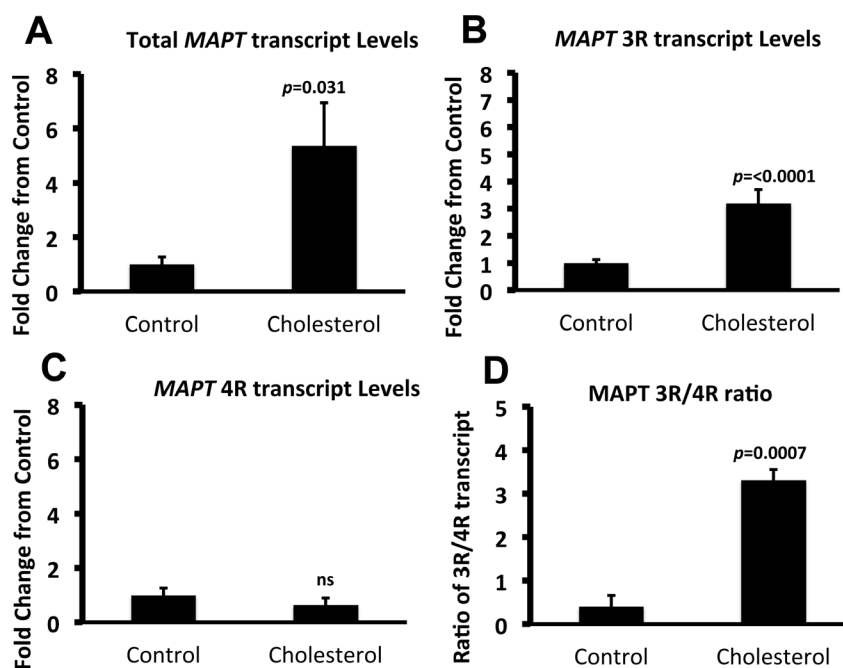 A
Total MAPT transcript Levels
Fold Change from Control
8
6
4
2
0
p=0.031
Control
Cholesterol
B
MAPT 3R transcript Levels
Fold Change from Control
8
7
6
5
4
3
2
1
0
p=<0.0001
Control
Cholesterol
C
MAPT 4R transcript Levels
Fold Change from Control
8
6
4
2
0
ns
Control
Cholesterol
D
MAPT 3R/4R ratio
Ratio of 3R/4R transcript
5
4
3
2
1
0
p=0.0007
Control
Cholesterol